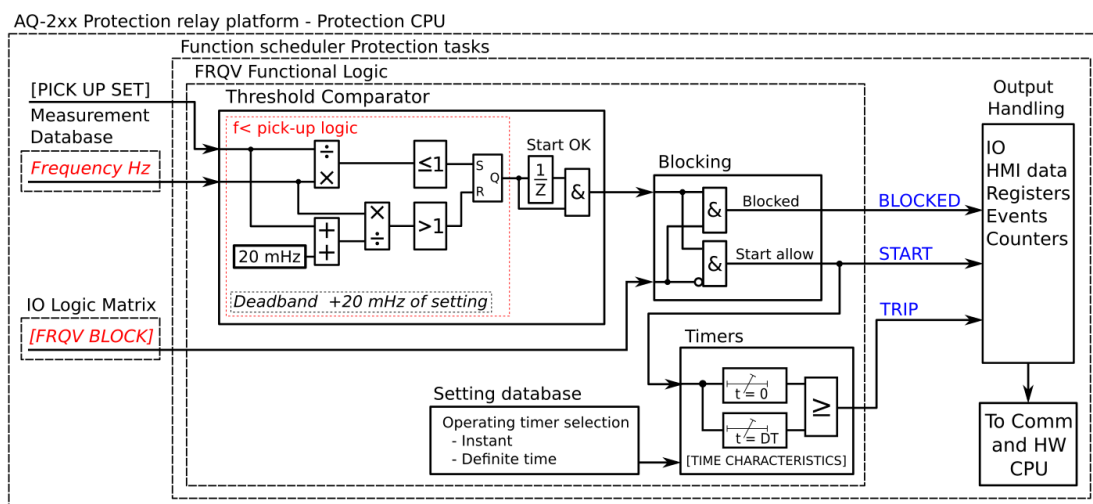 AQ-2xx Protection relay platform - Protection CPU
Function scheduler Protection tasks
FRQV Functional Logic
[PICK UP SET]
Threshold Comparator
Output
Handling
Measurement
Database
f< pick-up logic
Start OK
Frequency Hz
÷
×
≤1
S
Q
R
1
Z
&
Blocking
IO
HMI data
Registers
Events
Counters
×
÷
>1
+
+
20 mHz
&
Blocked
BLOCKED
&
Start allow
START
Deadband +20 mHz of setting
IO Logic Matrix
[FRQV BLOCK]
TRIP
Timers
t = 0
≥
t = DT
[TIME CHARACTERISTICS]
Setting database
Operating timer selection
- Instant
- Definite time
To Comm
and HW
CPU